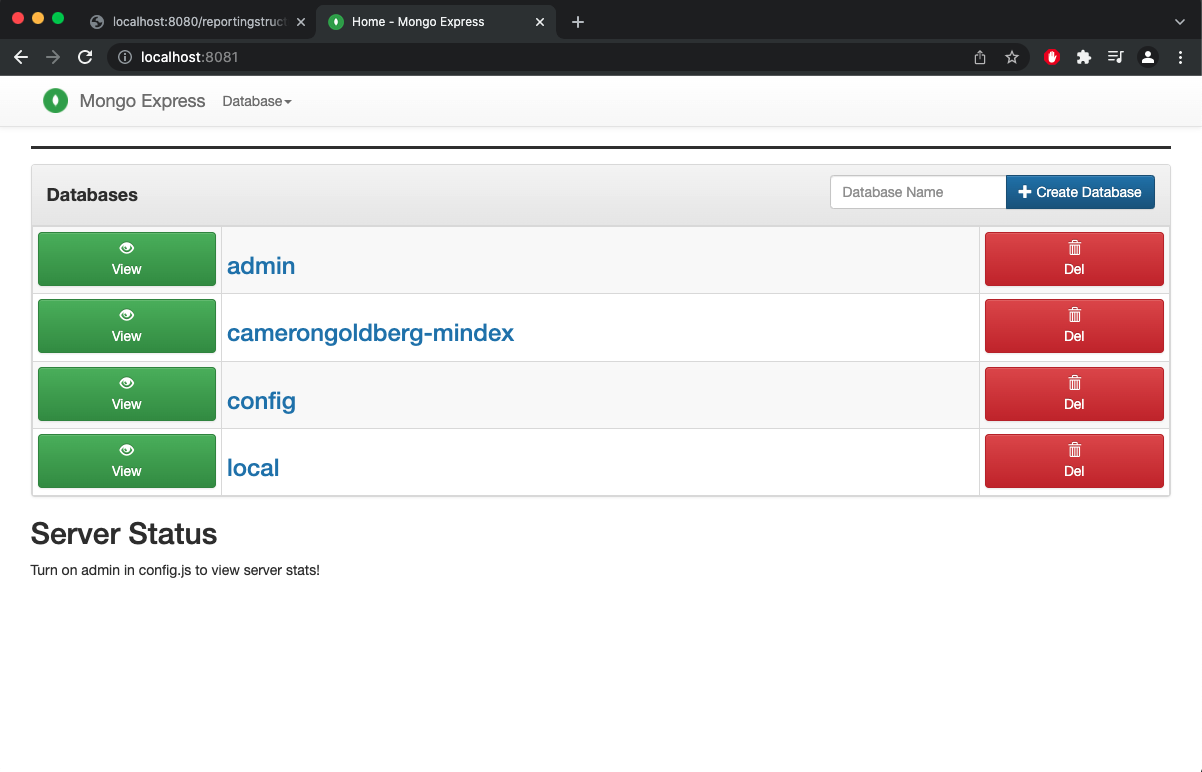 localhost:8080/reportingstruct
Home - Mongo Express
localhost:8081
Mongo Express Database
Databases Database Name Create Database
View admin Del
View camerongoldberg-mindex Del
View config Del
View local Del
Server Status
Turn on admin in config.js to view server stats!